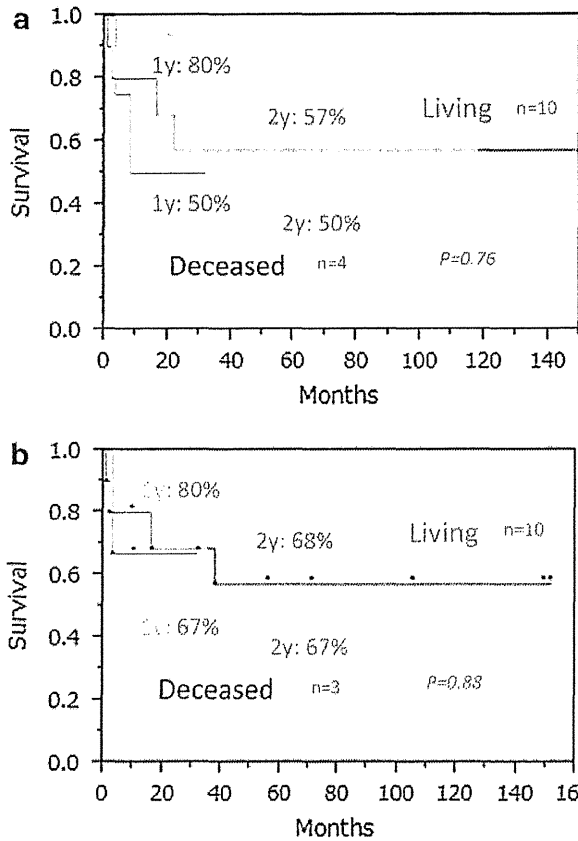 a
1.0
1y: 80%
0.8
Living n=10
2y: 57%
0.6
Survival
0.4
1y: 50%
2y: 50%
Deceased n=4 P=0.76
0.2
0.0
0 20 40 60 80 100 120 140
Months
b
1.0
80%
0.8
Living n=10
2y: 68%
0.6
Survival
0.4
67%
2y: 67%
Deceased n=3 P=0.88
0.2
0.0
0 20 40 60 80 100 120 140 16
Months